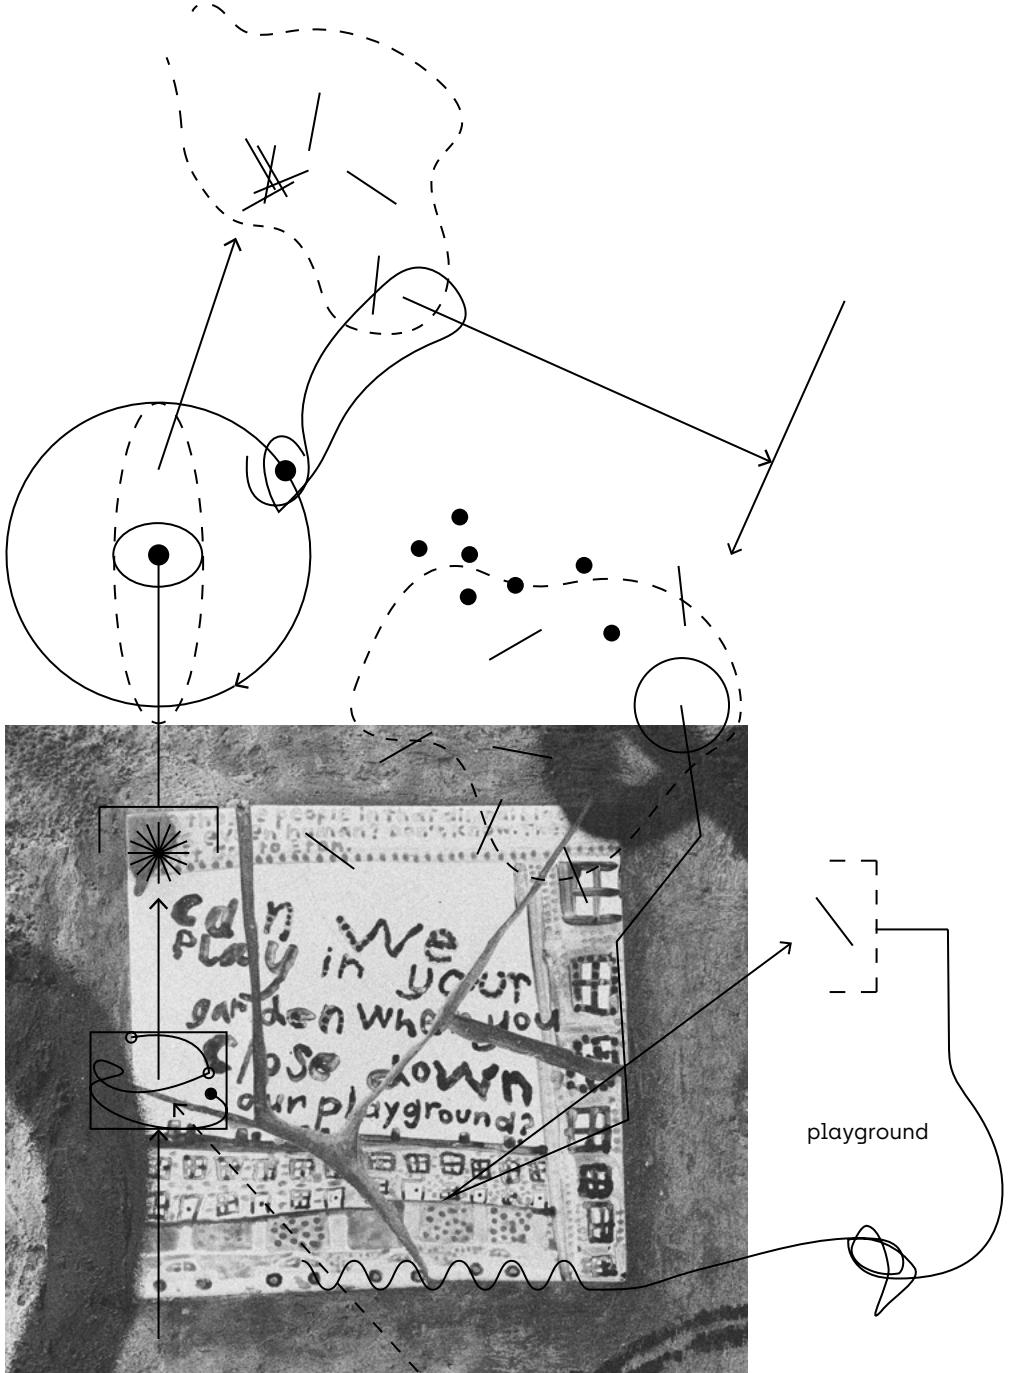 Can We
Play in your
garden when you
Close down
our playground?
playground